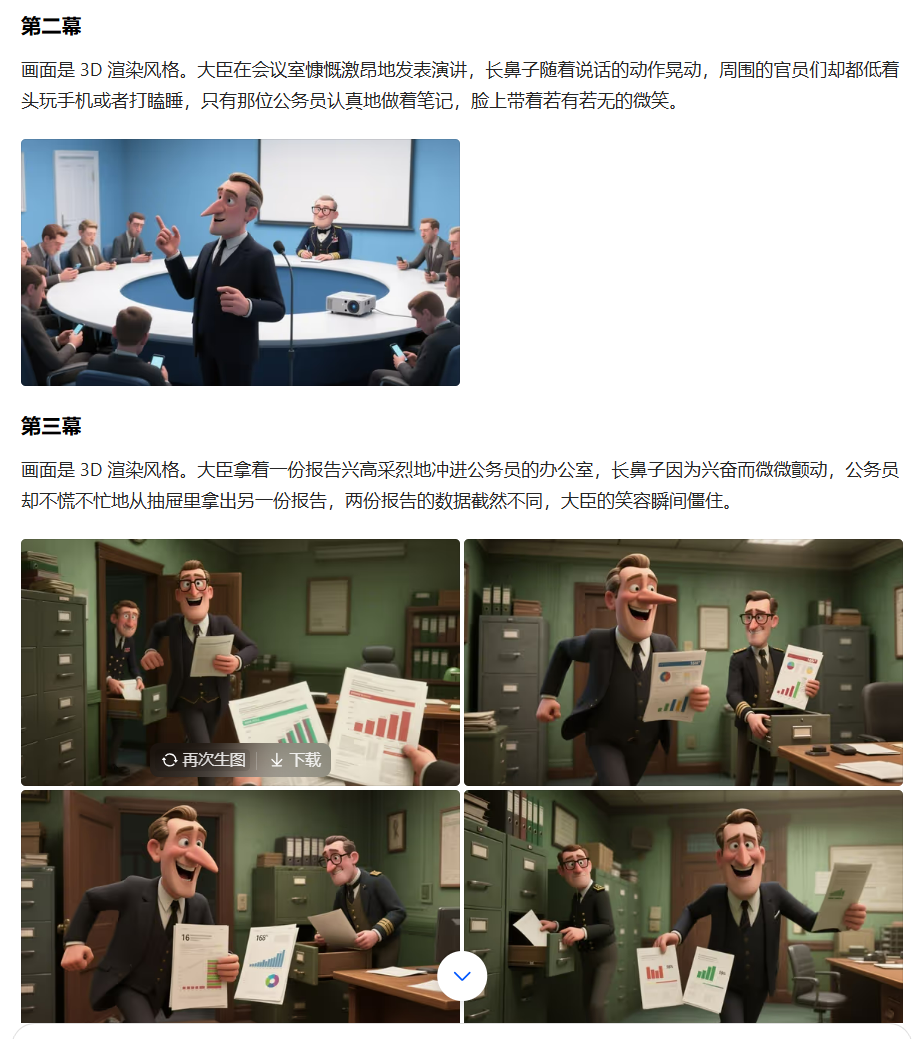 第二幕
画面是 3D 渲染风格。大臣在会议室慷慨激昂地发表演讲，长鼻子随着说话的动作晃动，周围的官员们却都低着
头玩手机或者打瞌睡，只有那位公务员认真地做着笔记，脸上带着若有若无的微笑。
第三幕
画面是 3D 渲染风格。大臣拿着一份报告兴高采烈地冲进公务员的办公室，长鼻子因为兴奋而微微颤动，公务员
却不慌不忙地从抽屉里拿出另一份报告，两份报告的数据截然不同，大臣的笑容瞬间僵住。
再次生图 下载
16